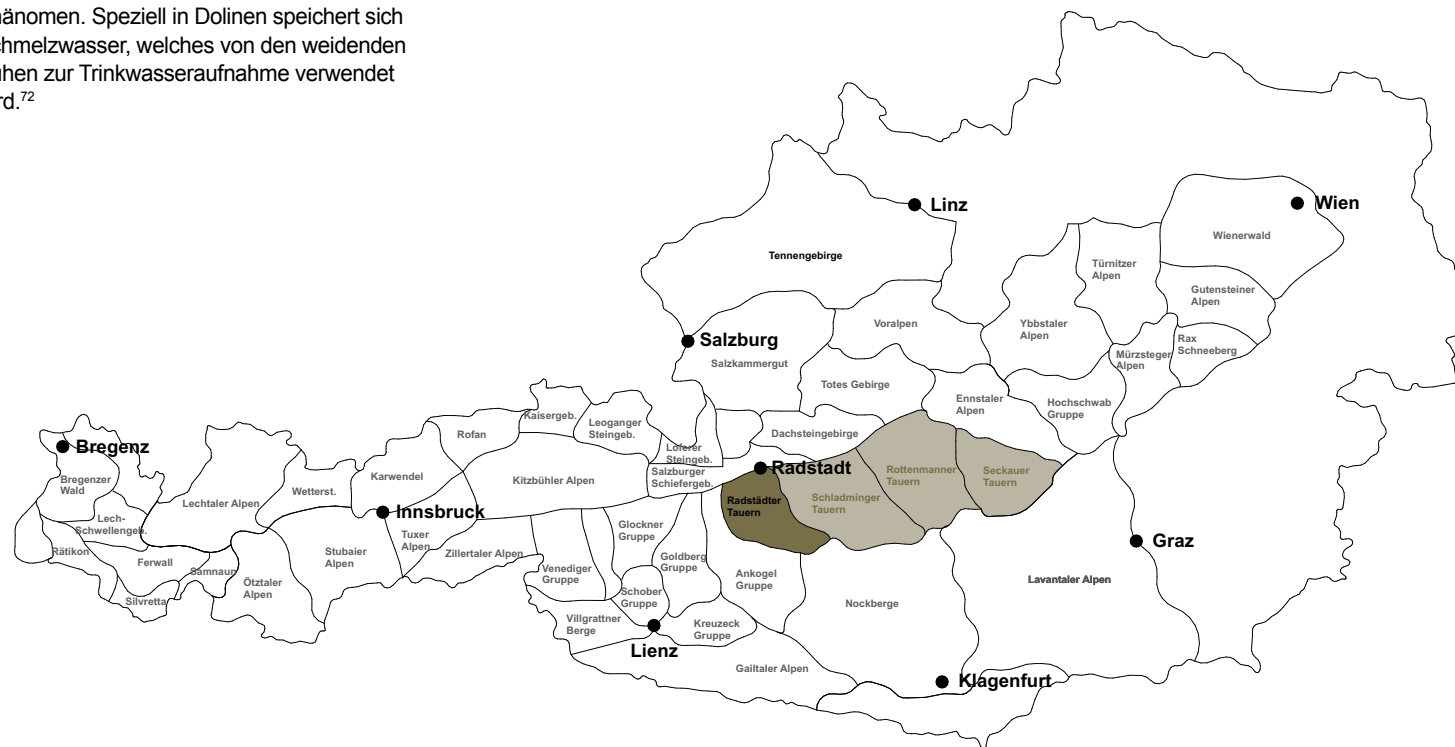 änomen. Speziell in Dolinen speichert sich
chmelzwasser, welches von den weidenden
ühen zur Trinkwasseraufnahme verwendet
rd.72
Linz
Wien
Wienerwald
Tennengebirge
Türnitzer
Alpen
Gutensteiner
Alpen
Voralpen
Ybbstaler
Alpen
Salzburg
Salzkammergut
Rax
Schneeberg
Mürzsteger
Alpen
Totes Gebirge
Ennstaler
Alpen
Hochschwab
Gruppe
Kaisergeb.
Leoganger
Steingeb.
Rofan
Dachsteingebirge
Bregenz
Loferer
Steingeb.
Radstadt
Karwendel
Kitzbühler Alpen
Salzburger
Schiefergeb.
Rottenmanner
Tauern
Seckauer
Tauern
Bregenzer
Wald
Wetterst.
Lechtaler Alpen
Radstädter
Tauern
Schladminger
Tauern
Innsbruck
Lech-
Schwellengeb.
Glockner
Gruppe
Tuxer
Alpen
Graz
Rätikon
Ferwall
Samnaun
Stubaier
Alpen
Zillertaler Alpen
Goldberg
Gruppe
Venediger
Gruppe
Ankogel
Gruppe
Lavantaler Alpen
Ötztaler
Alpen
Silvretta
Schober
Gruppe
Nockberge
Villgrattner
Berge
Kreuzeck
Gruppe
Lienz
Gailtaler Alpen
Klagenfurt